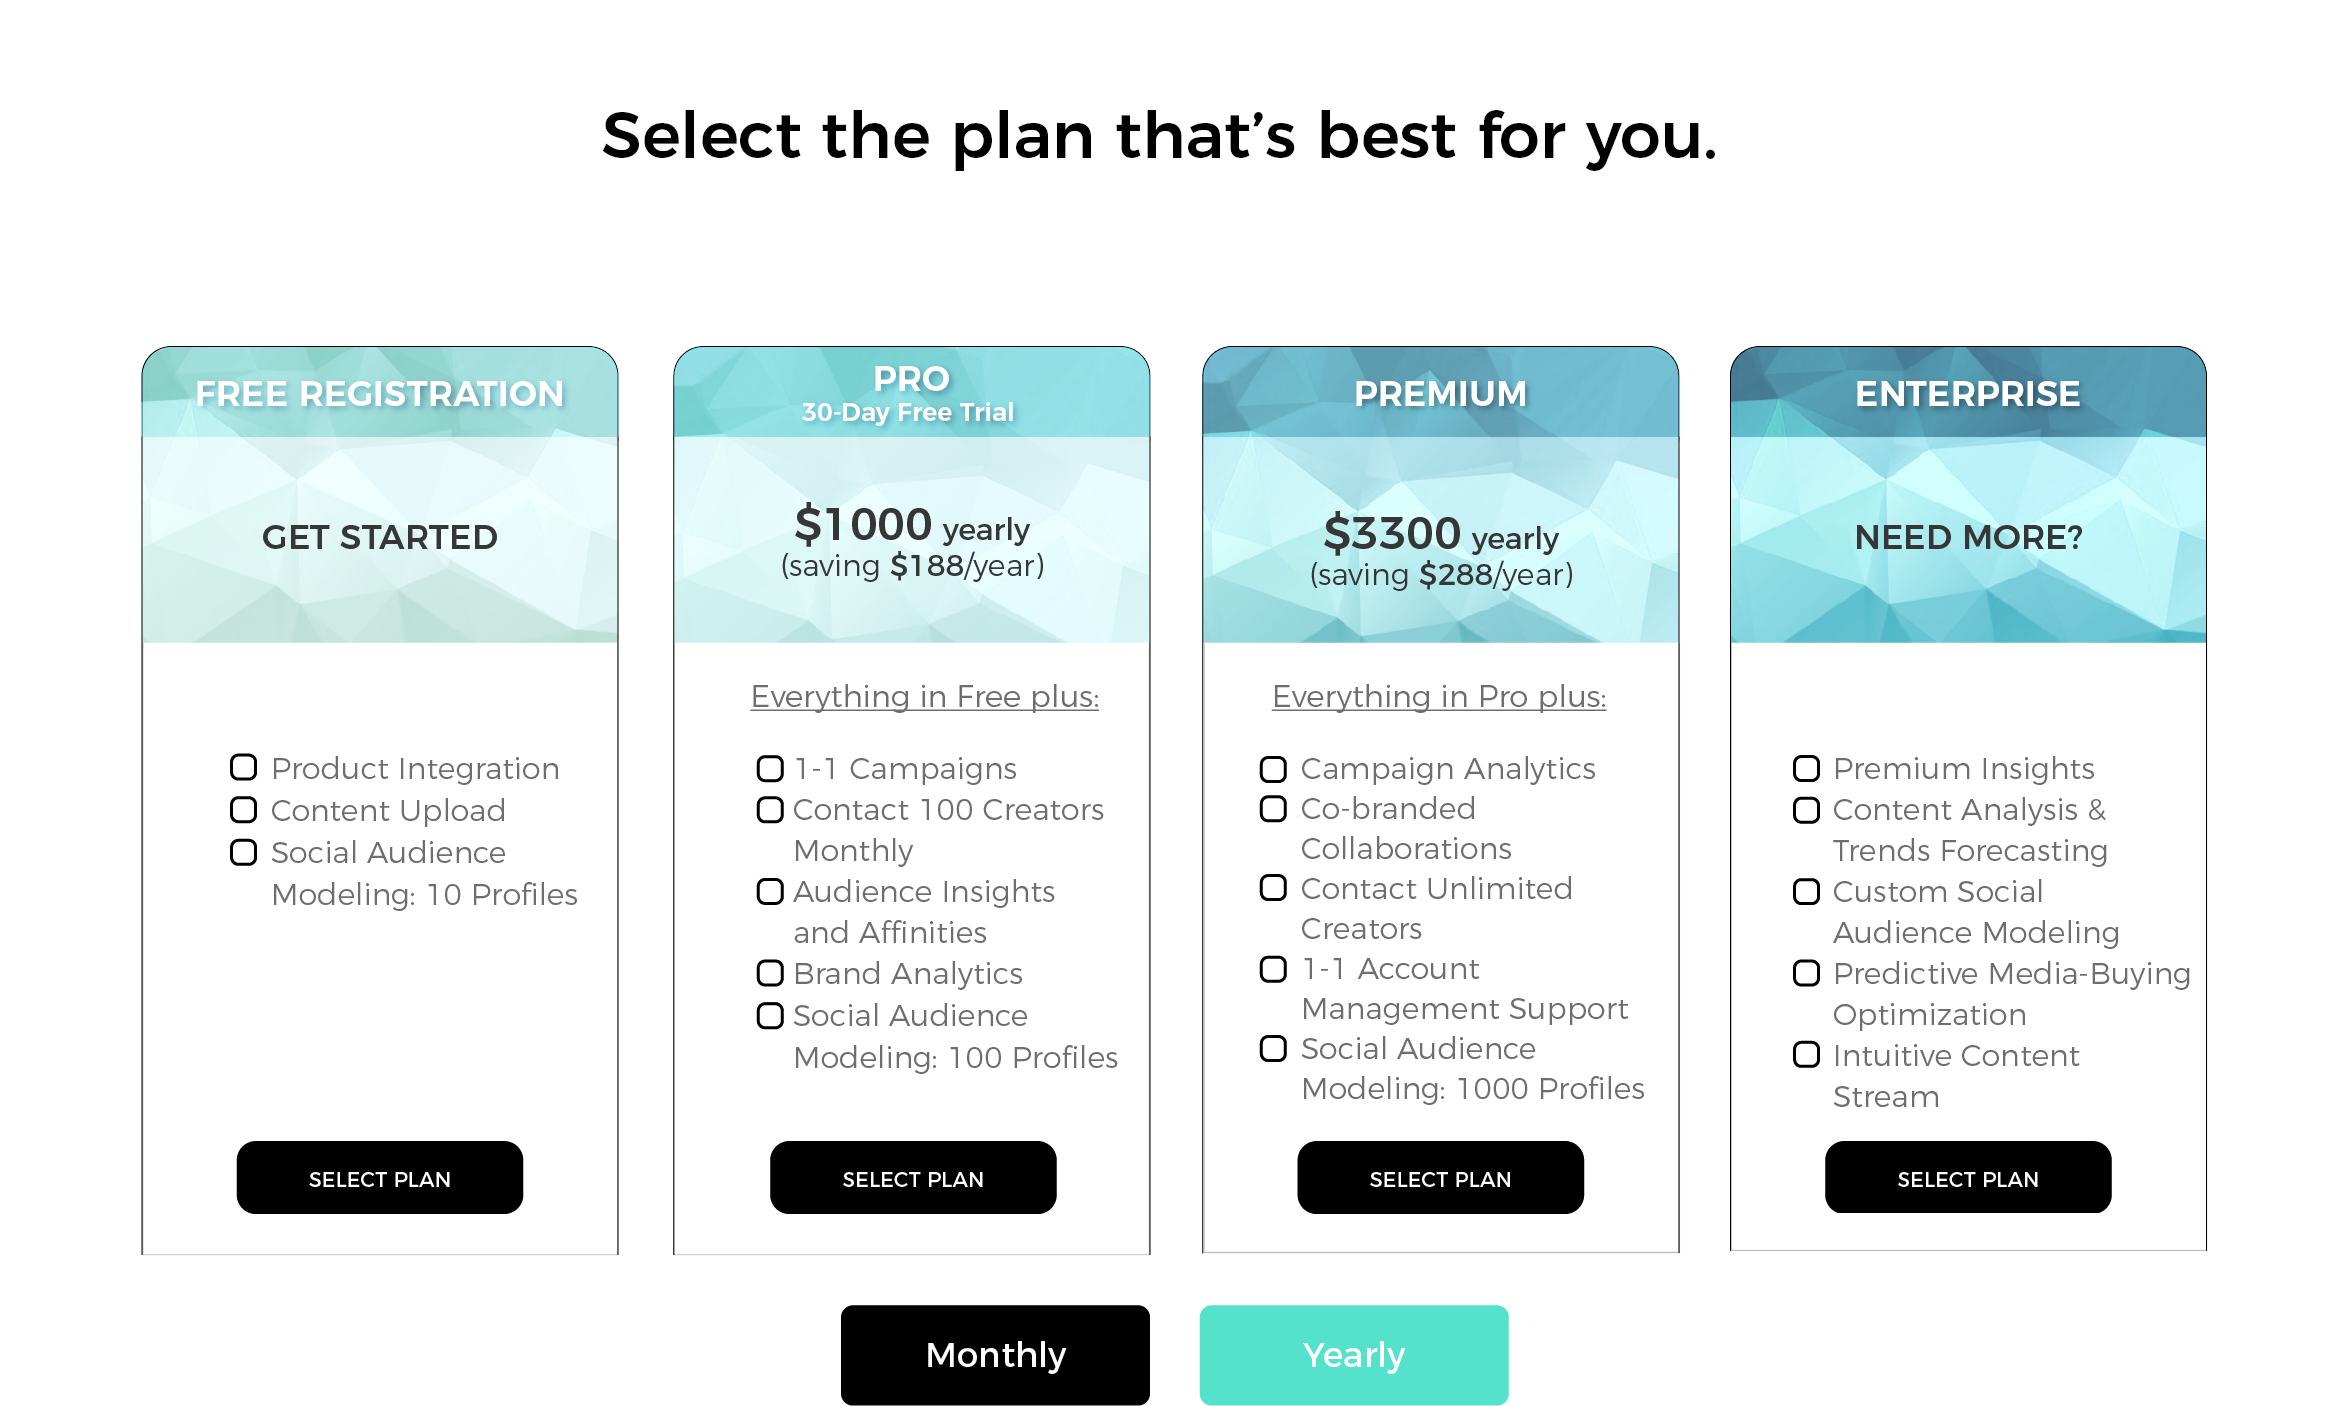 Select the plan that’s best for you.
FREE REGISTRATION
GET STARTED
Product Integration
Content Upload
Social Audience
Modeling: 10 Profiles
SELECT PLAN
PRO
30-Day Free Trial
$1000 yearly
(saving $188/year)
Everything in Free plus:
1-1 Campaigns
Contact 100 Creators
Monthly
Audience Insights
and Affinities
Brand Analytics
Social Audience
Modeling: 100 Profiles
SELECT PLAN
PREMIUM
$3300 yearly
(saving $288/year)
Everything in Pro plus:
Campaign Analytics
Co-branded
Collaborations
Contact Unlimited
Creators
1-1 Account
Management Support
Social Audience
Modeling: 1000 Profiles
SELECT PLAN
ENTERPRISE
NEED MORE?
Premium Insights
Content Analysis &
Trends Forecasting
Custom Social
Audience Modeling
Predictive Media-Buying
Optimization
Intuitive Content
Stream
SELECT PLAN
Monthly
Yearly